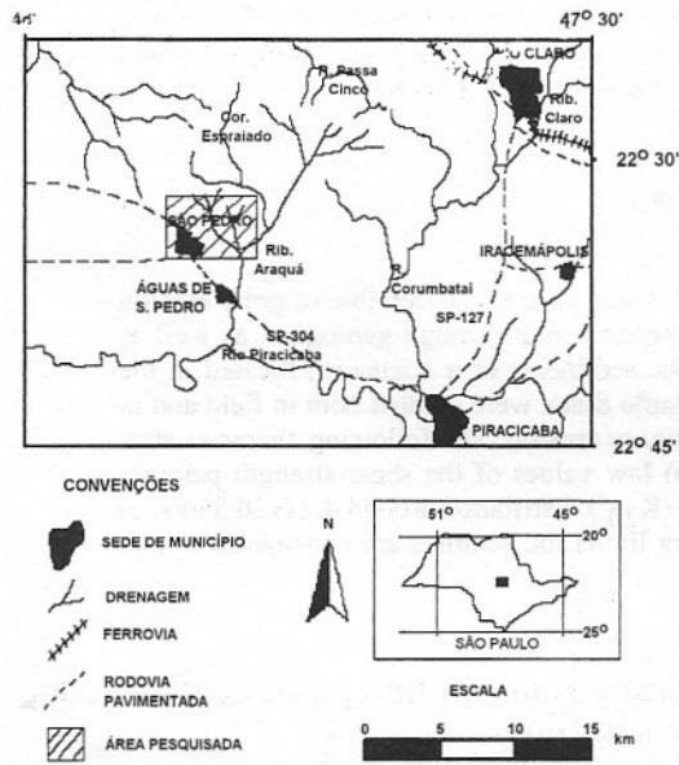 47° 30'
CLARO
R. Passa
Cinco
Rib.
Claro
Cor.
Espraiado
22° 30'
SÃO PEDRO
Rib.
Araquá
IRACEMÁPOLIS
ÁGUAS DE
S. PEDRO
R.
Corumbatai
SP-127
SP-304
Rio Piracicaba
PIRACICABA
22° 45'
CONVENÇÕES
SEDE DE MUNICÍPIO
DRENAGEM
FERROVIA
RODOVIA
PAVIMENTADA
ÁREA PESQUISADA
N
51°
45°
20°
25°
SÃO PAULO
ESCALA
0
5
10
15
km